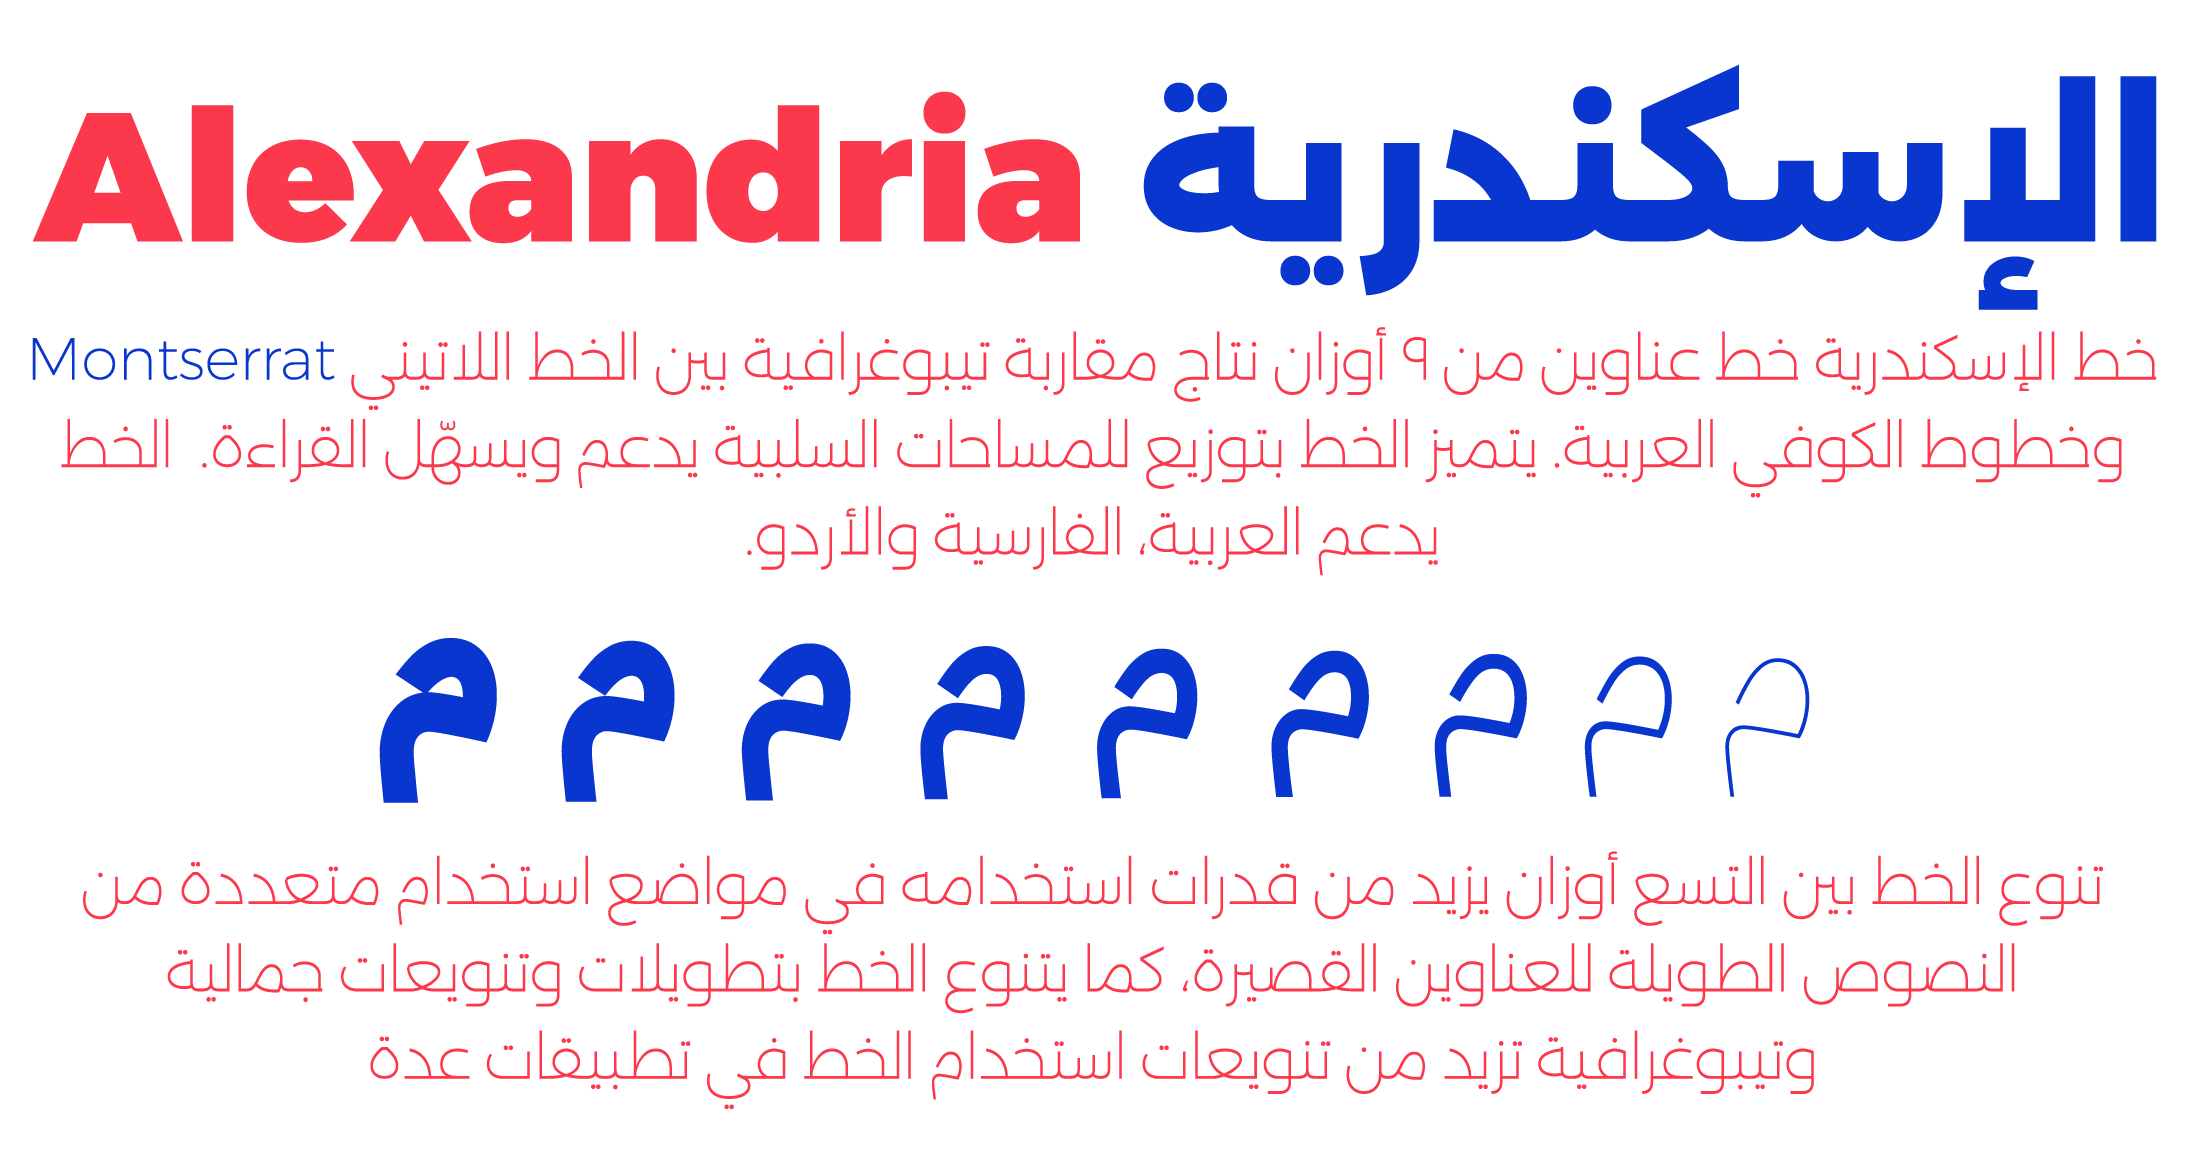 الإسكندرية Alexandria
خط الإسكندرية خط عناوين من ٩ أوزان نتاج مقاربة تيبوغرافية بين الخط اللاتيني Montserrat
وخطوط الكوفي العربية. يتميز الخط بتوزيع للمساحات السلبية يدعم ويسهّل القراءة. الخط
يدعم العربية، الفارسية والأردو.
م م م م م م م م م
تنوع الخط بين التسع أوزان يزيد من قدرات استخدامه في مواضع استخدام متعددة من
النصوص الطويلة للعناوين القصيرة، كما يتنوع الخط بتطويلات وتنويعات جمالية
وتيبوغرافية تزيد من تنويعات استخدام الخط في تطبيقات عدة